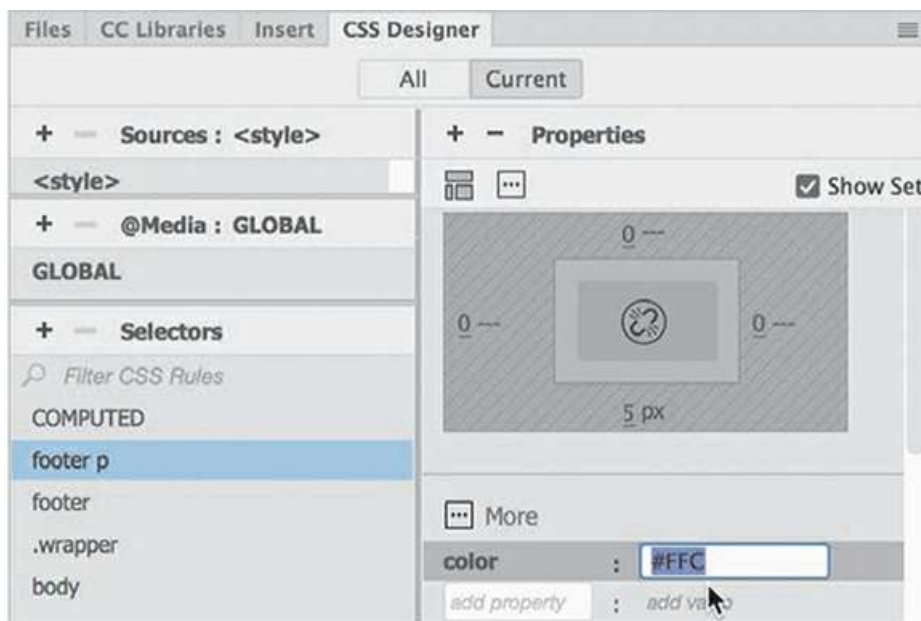 Files CC Libraries Insert CSS Designer
All Current
+ − Sources : <style>
<style>
+ − @Media : GLOBAL
GLOBAL
+ − Selectors
Filter CSS Rules
COMPUTED
footer p
footer
.wrapper
body
+ − Properties
Show Set
0 ---
0 ---
0 ---
5 px
More
color : #FFC
add property : add